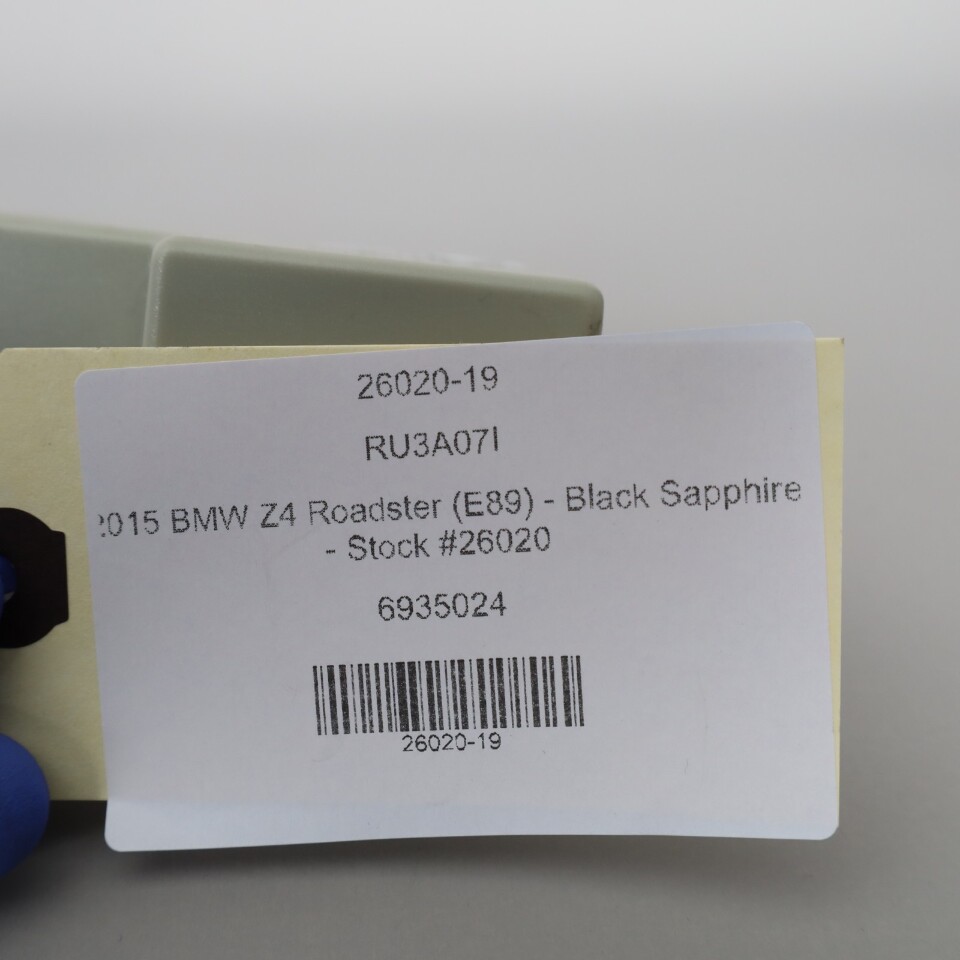 26020-19
RU3A07I
2015 BMW Z4 Roadster (E89) - Black Sapphire
- Stock #26020
6935024
26020-19